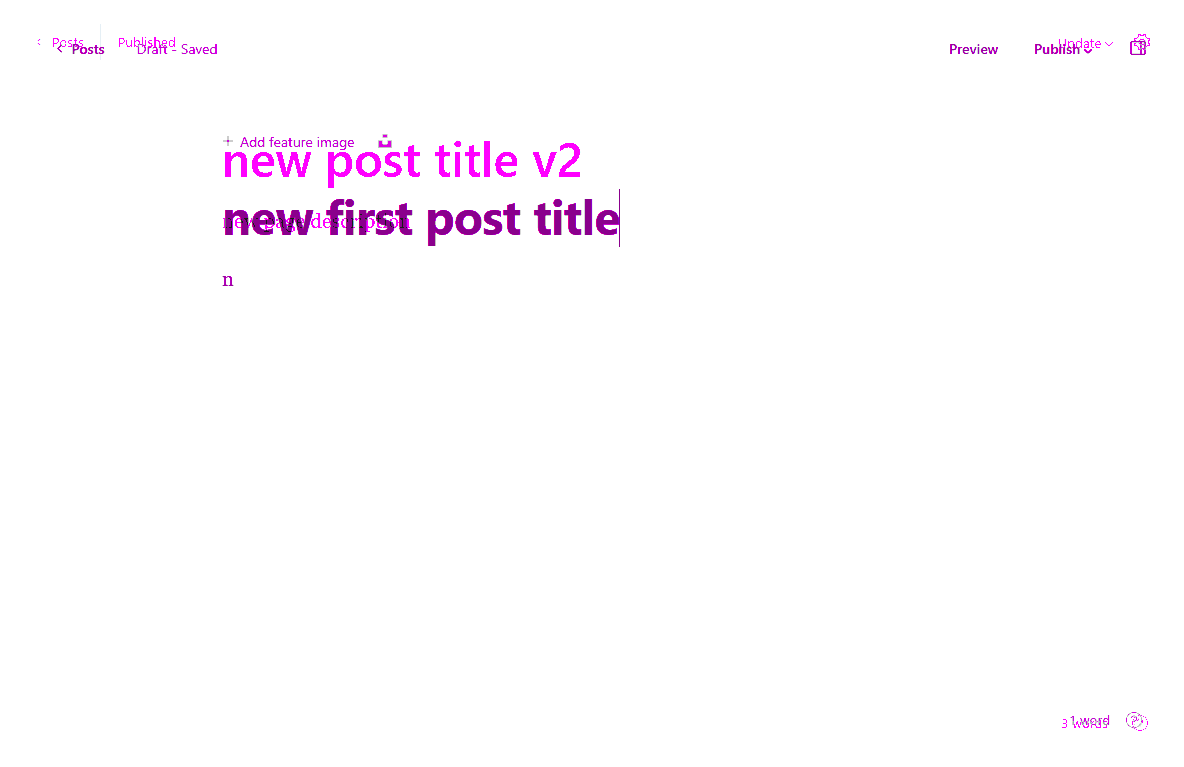 Posts Published Update
Posts Draft - Saved Preview Publish
+ Add feature image
new post title v2
new first post title
new page description
n
1 word
3 words